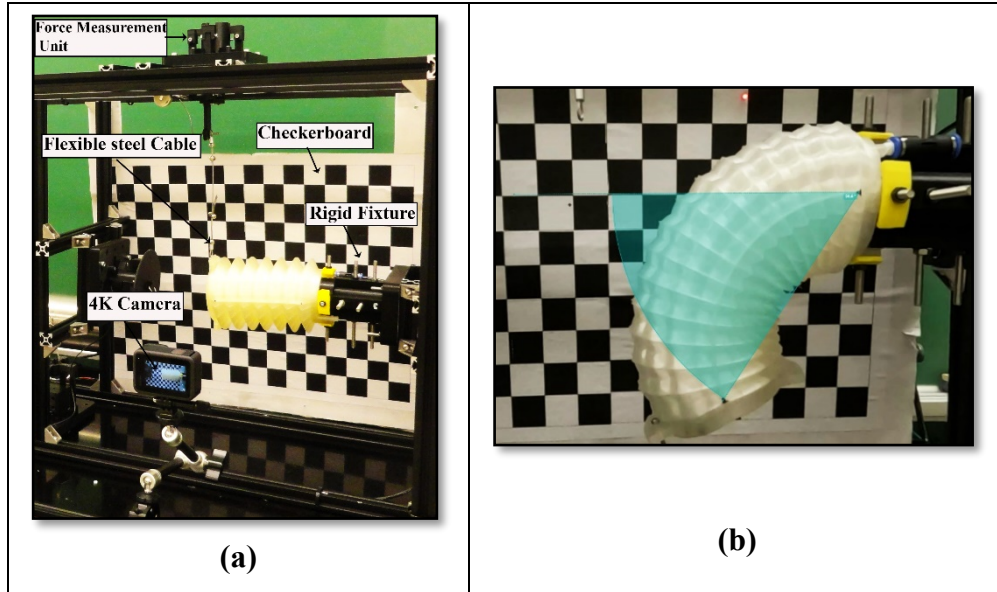 Force Measurement
Unit
Checkerboard
Flexible steel Cable
Rigid Fixture
4K Camera
(a)
(b)